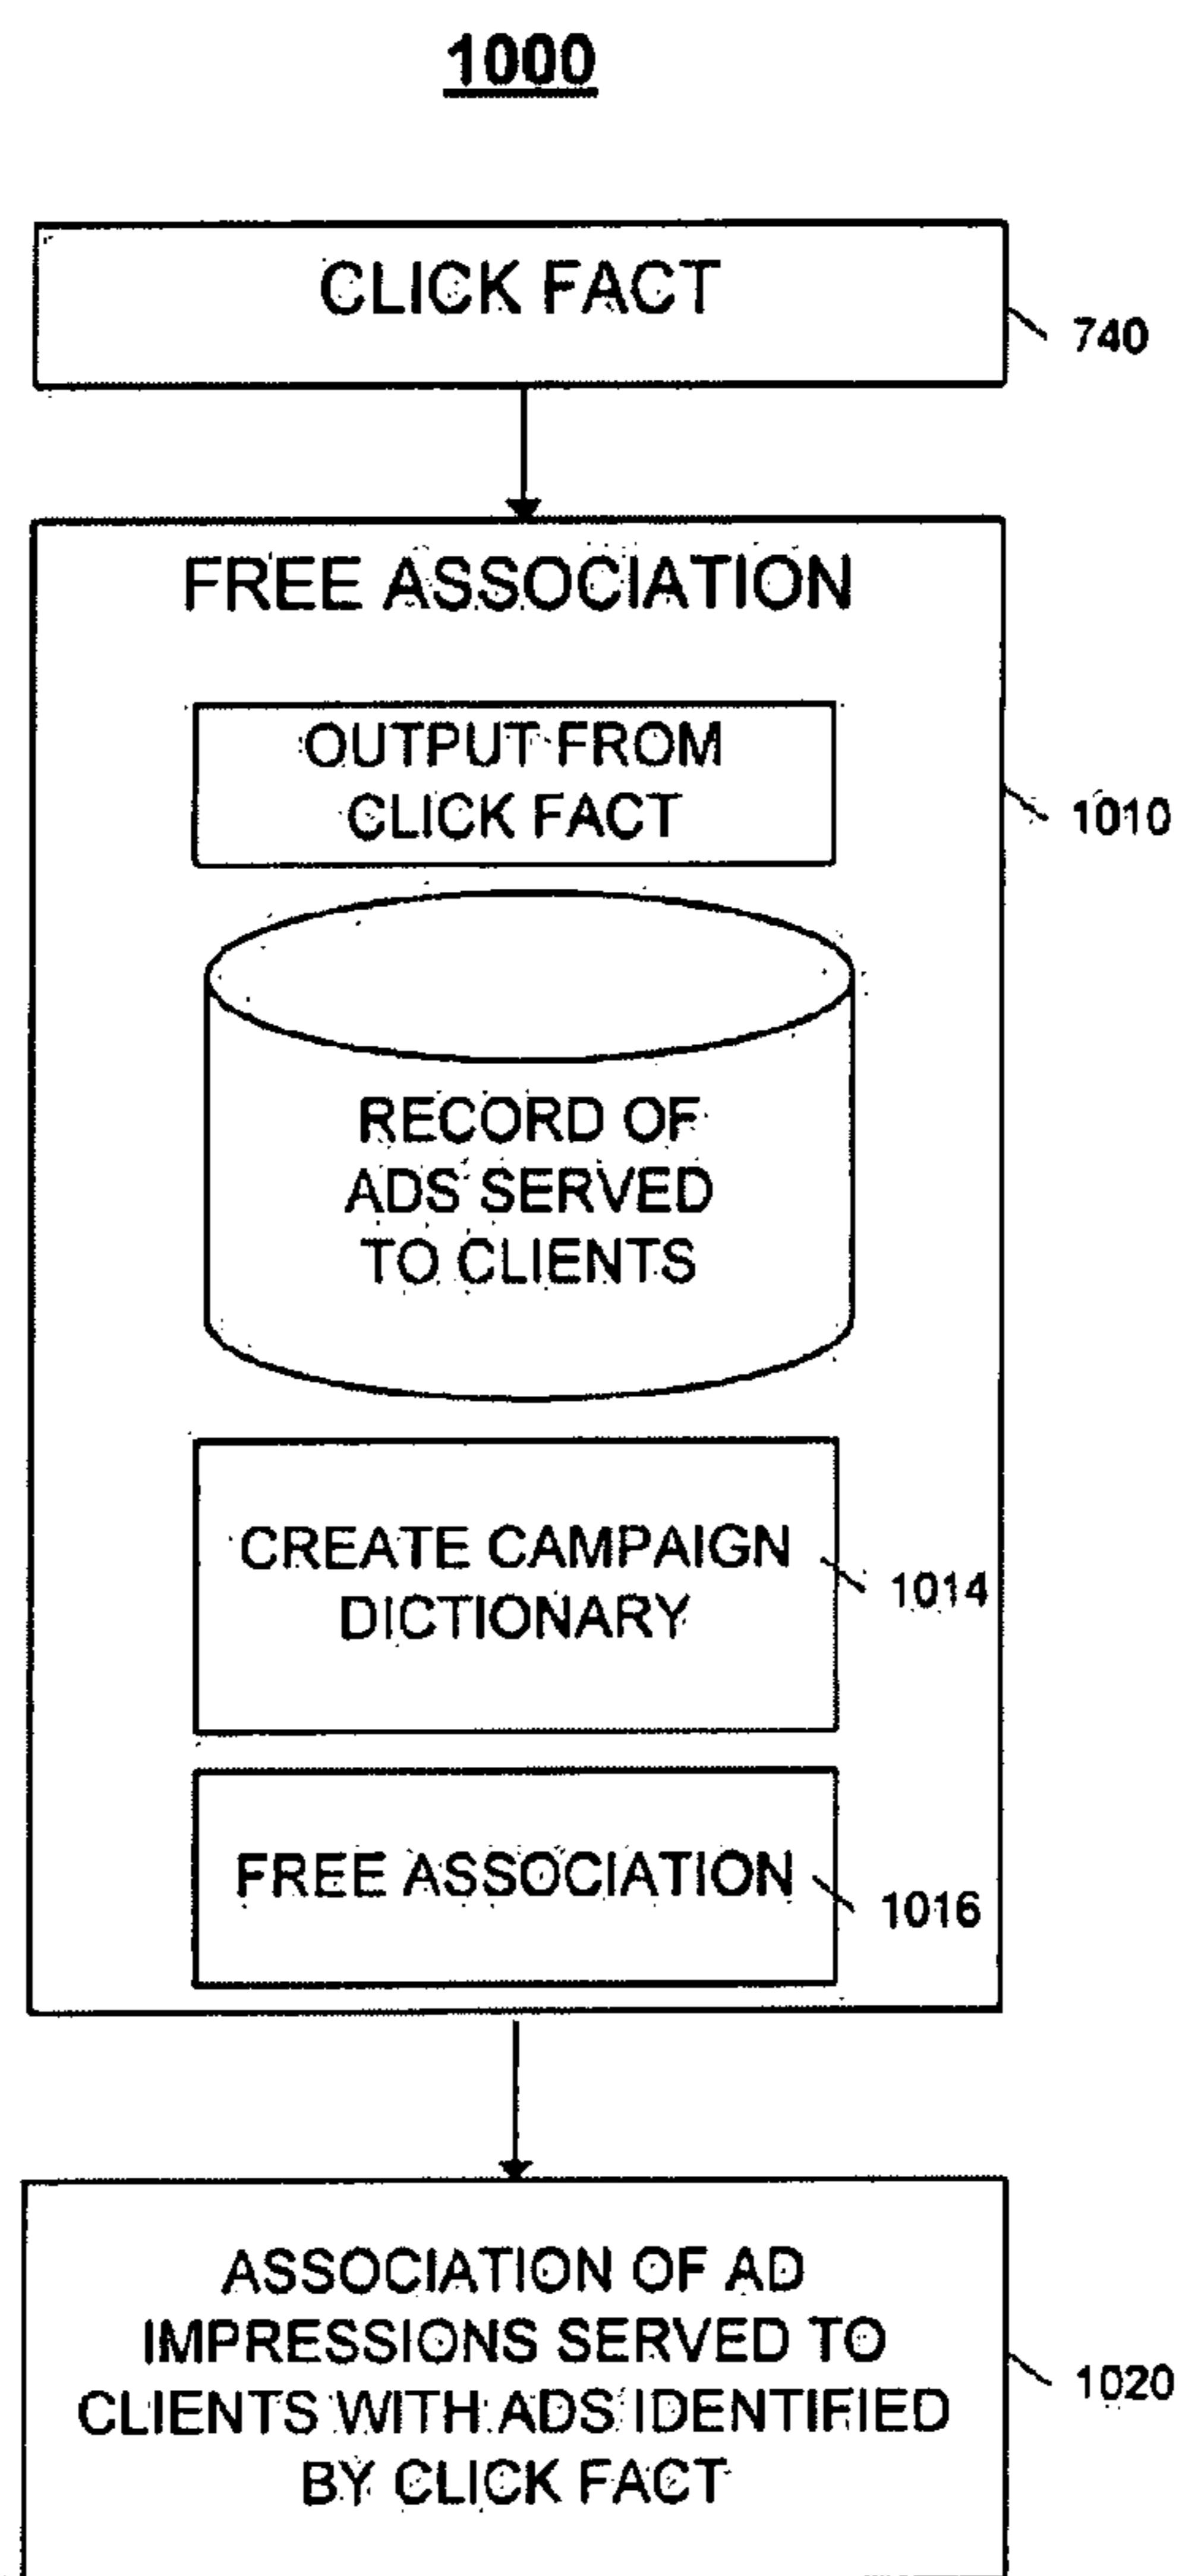 1000
CLICK FACT
740
FREE ASSOCIATION
OUTPUT FROM
CLICK FACT
1010
RECORD OF
ADS SERVED
TO CLIENTS
CREATE CAMPAIGN
DICTIONARY
1014
FREE ASSOCIATION
1016
ASSOCIATION OF AD
IMPRESSIONS SERVED TO
CLIENTS WITH ADS IDENTIFIED
BY CLICK FACT
1020